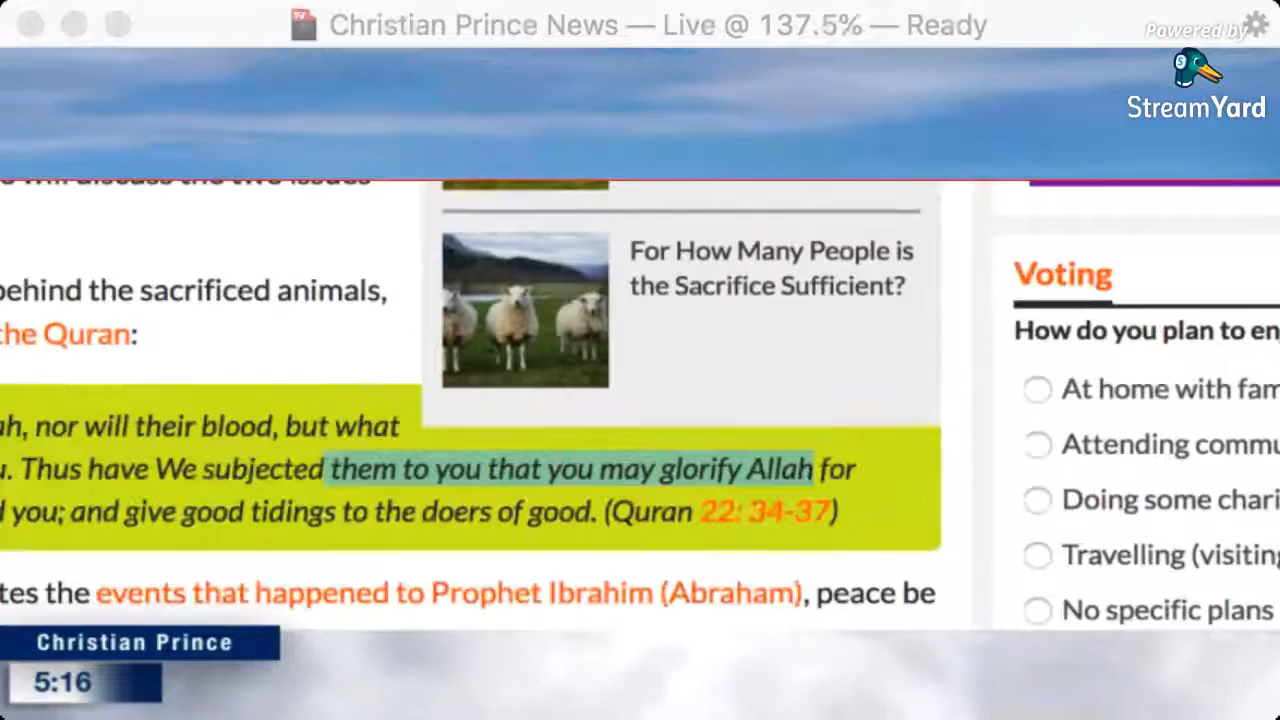 Christian Prince News — Live @ 137.5% — Ready
Powered by
StreamYard
For How Many People is
the Sacrifice Sufficient?
behind the sacrificed animals,
the Quran:
ah, nor will their blood, but what
u. Thus have We subjected them to you that you may glorify Allah for
d you; and give good tidings to the doers of good. (Quran 22: 34-37)
tes the events that happened to Prophet Ibrahim (Abraham), peace be
Voting
How do you plan to en
At home with fam
Attending commu
Doing some chari
Travelling (visiting
No specific plans
Christian Prince
5:16